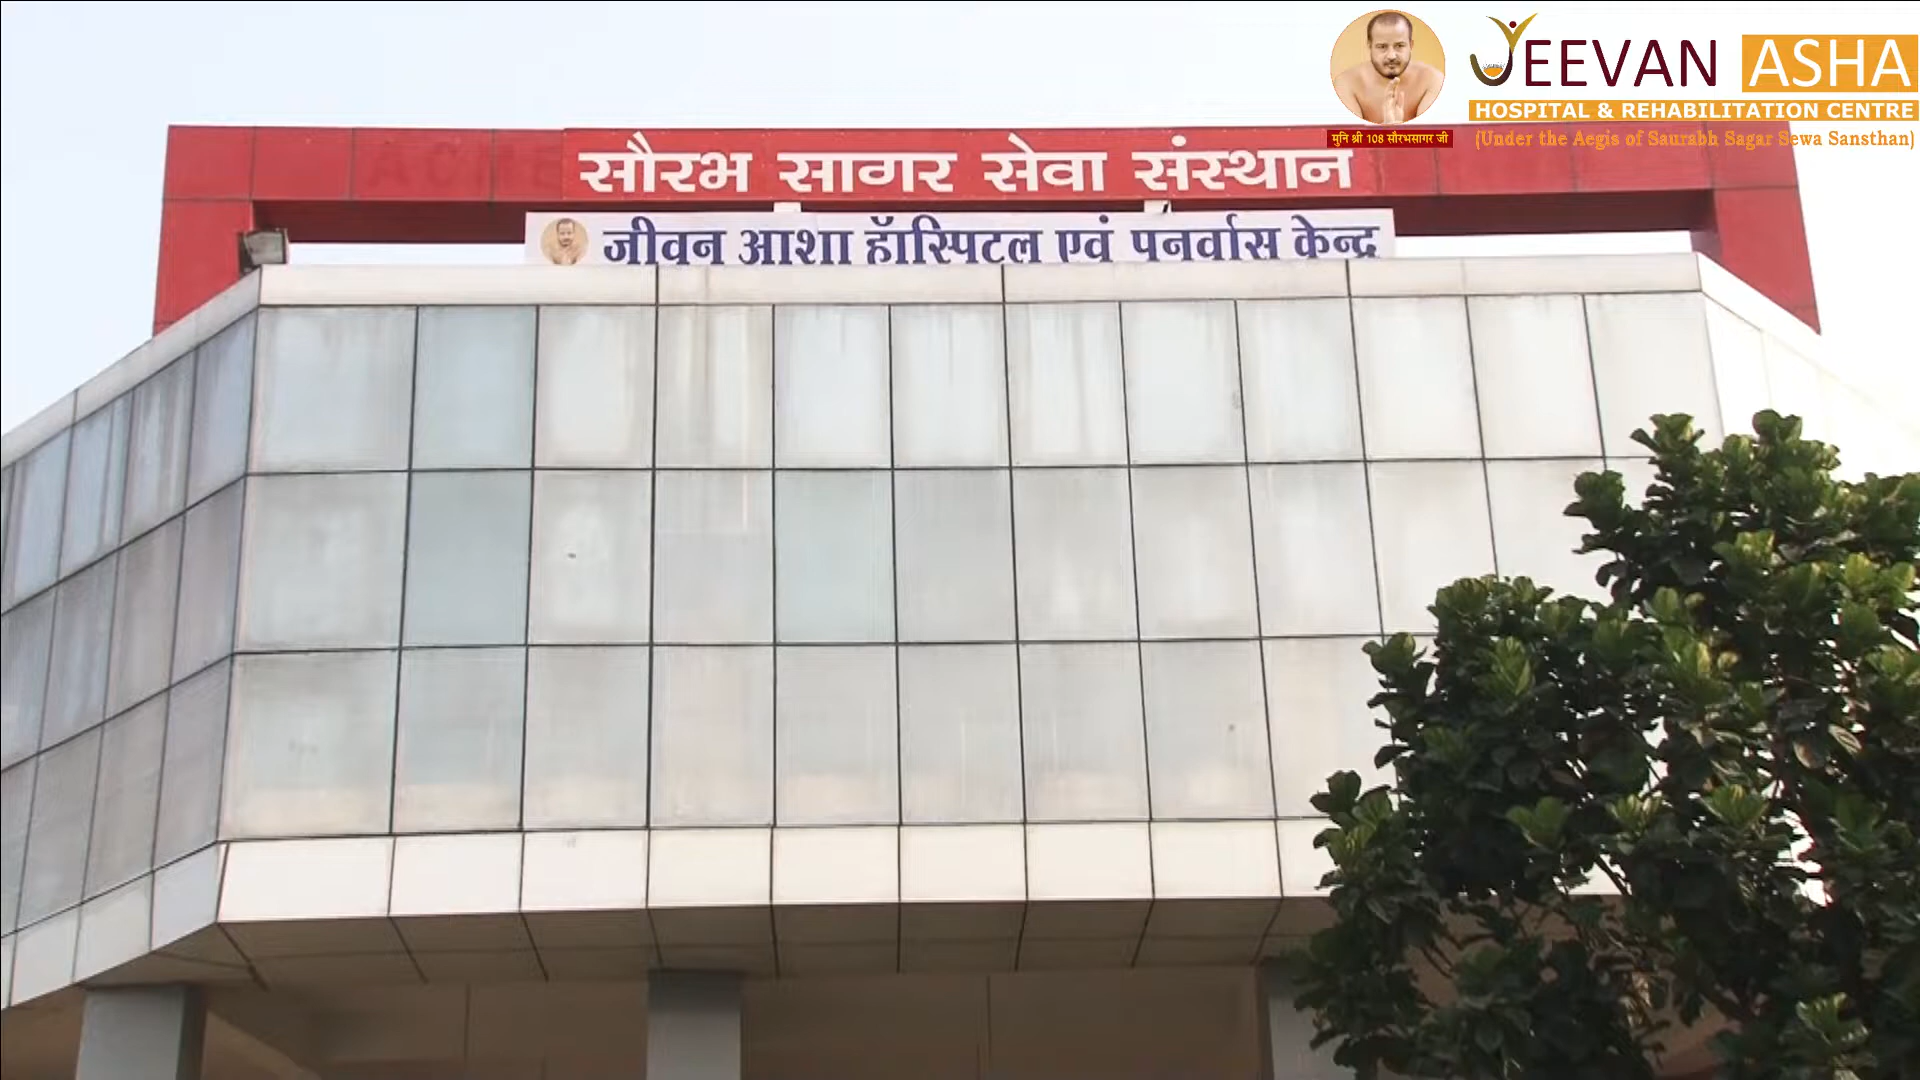 JEEVAN ASHA
HOSPITAL & REHABILITATION CENTRE
मुनि श्री 108 सौरभसागर जी
(Under the Aegis of Saurabh Sagar Sewa Sansthan)
सौरभ सागर सेवा संस्थान
जीवन आशा हॅास्पिटल एवं पुनर्वास केन्द्र